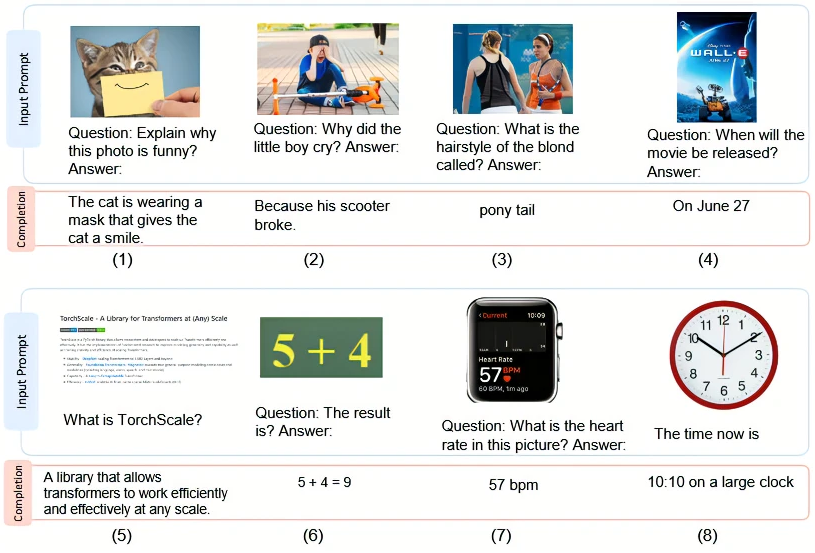 Input Prompt
Question: Explain why
this photo is funny?
Answer:
Question: Why did the
little boy cry? Answer:
Question: What is the
hairstyle of the blond
called? Answer:
WALL·E
Question: When will the
movie be released?
Answer:
Completion
The cat is wearing a
mask that gives the
cat a smile.
Because his scooter
broke.
pony tail
On June 27
(1)
(2)
(3)
(4)
Input Prompt
TorchScale - A Library for Transformers at (Any) Scale
What is TorchScale?
5 + 4
Question: The result
is? Answer:
Current 10:09
Heart Rate
57 BPM
60 BPM, 1m ago
Question: What is the heart
rate in this picture? Answer:
11 12 1
10 2
9 3
8 4
7 6 5
The time now is
Completion
A library that allows
transformers to work efficiently
and effectively at any scale.
5 + 4 = 9
57 bpm
10:10 on a large clock
(5)
(6)
(7)
(8)